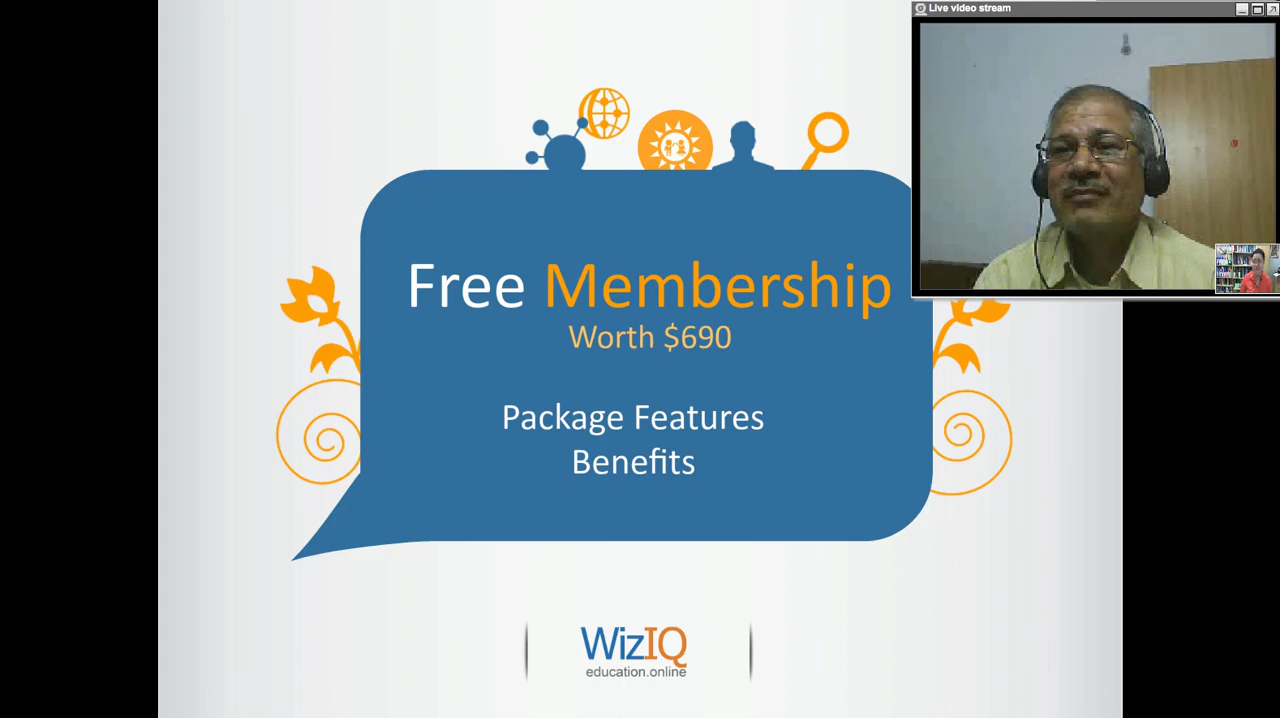 Live video stream
Free Membership
Worth $690
Package Features
Benefits
WizIQ
education.online